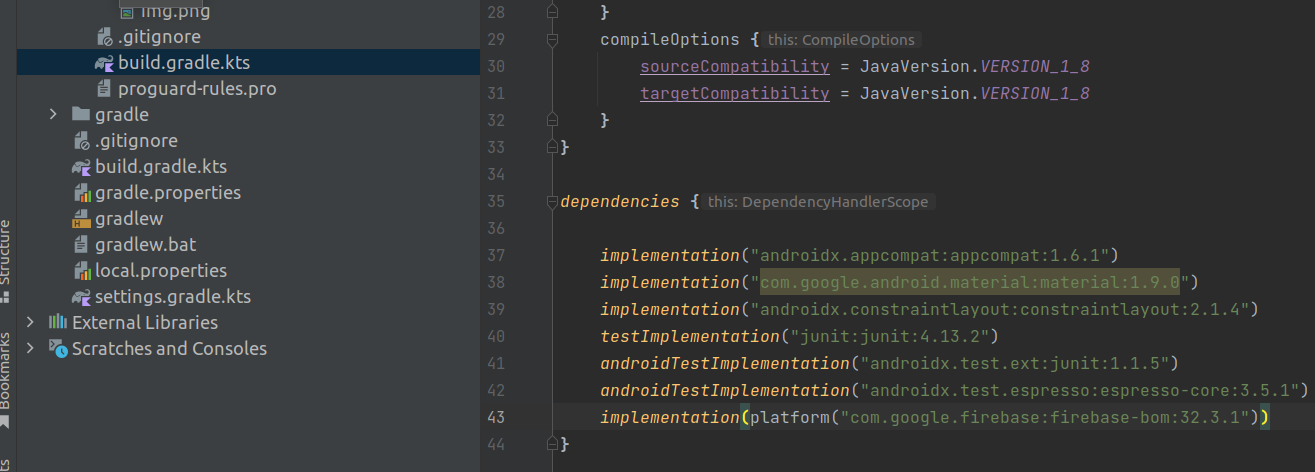 img.png
.gitignore
build.gradle.kts
proguard-rules.pro
gradle
.gitignore
build.gradle.kts
gradle.properties
gradlew
gradlew.bat
local.properties
settings.gradle.kts
External Libraries
Scratches and Consoles
Structure
Bookmarks
28 }
29 compileOptions { this: CompileOptions
30 sourceCompatibility = JavaVersion.VERSION_1_8
31 targetCompatibility = JavaVersion.VERSION_1_8
32 }
33 }
34
35 dependencies { this: DependencyHandlerScope
36
37 implementation("androidx.appcompat:appcompat:1.6.1")
38 implementation("com.google.android.material:material:1.9.0")
39 implementation("androidx.constraintlayout:constraintlayout:2.1.4")
40 testImplementation("junit:junit:4.13.2")
41 androidTestImplementation("androidx.test.ext:junit:1.1.5")
42 androidTestImplementation("androidx.test.espresso:espresso-core:3.5.1")
43 implementation(platform("com.google.firebase:firebase-bom:32.3.1"))
44 }